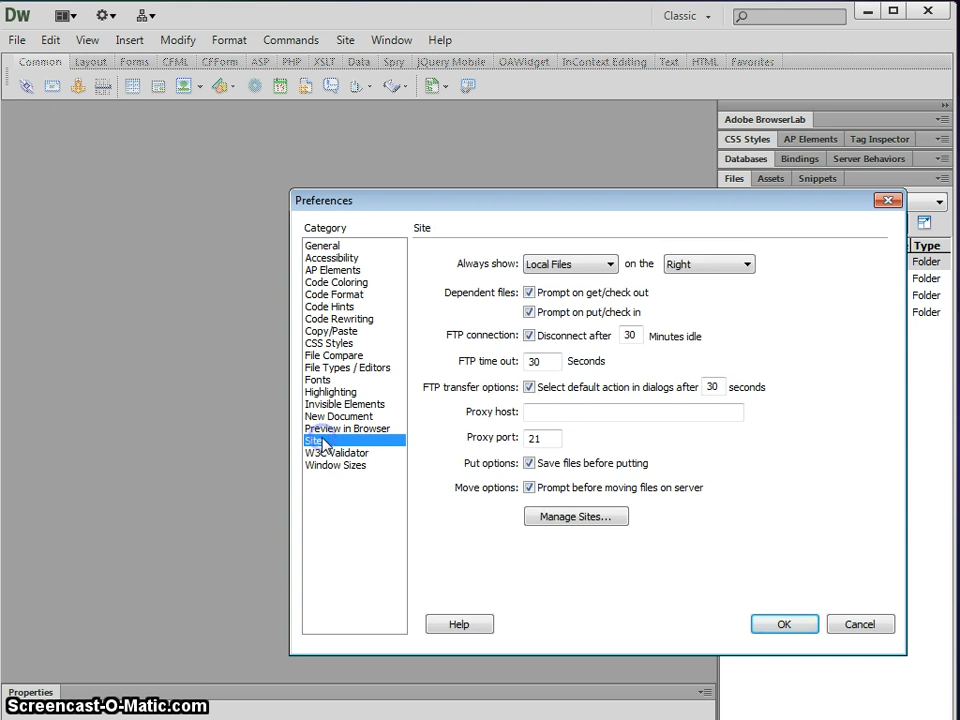 Dw Classic
File Edit View Insert Modify Format Commands Site Window Help
Common Layout Forms CFML CFForm ASP PHP XSLT Data Spry jQuery Mobile OAWidget InContext Editing Text HTML Favorites
Adobe BrowserLab
CSS Styles AP Elements Tag Inspector
Databases Bindings Server Behaviors
Files Assets Snippets
Preferences
Category Site
General
Accessibility
AP Elements
Code Coloring
Code Format
Code Hints
Code Rewriting
Copy/Paste
CSS Styles
File Compare
File Types / Editors
Fonts
Highlighting
Invisible Elements
New Document
Preview in Browser
Site
W3C Validator
Window Sizes
Always show: Local Files on the Right
Dependent files: Prompt on get/check out
Prompt on put/check in
FTP connection: Disconnect after 30 Minutes idle
FTP time out: 30 Seconds
FTP transfer options: Select default action in dialogs after 30 seconds
Proxy host:
Proxy port: 21
Put options: Save files before putting
Move options: Prompt before moving files on server
Manage Sites...
Help OK Cancel
Type
Folder
Folder
Folder
Folder
Properties
Screencast-O-Matic.com